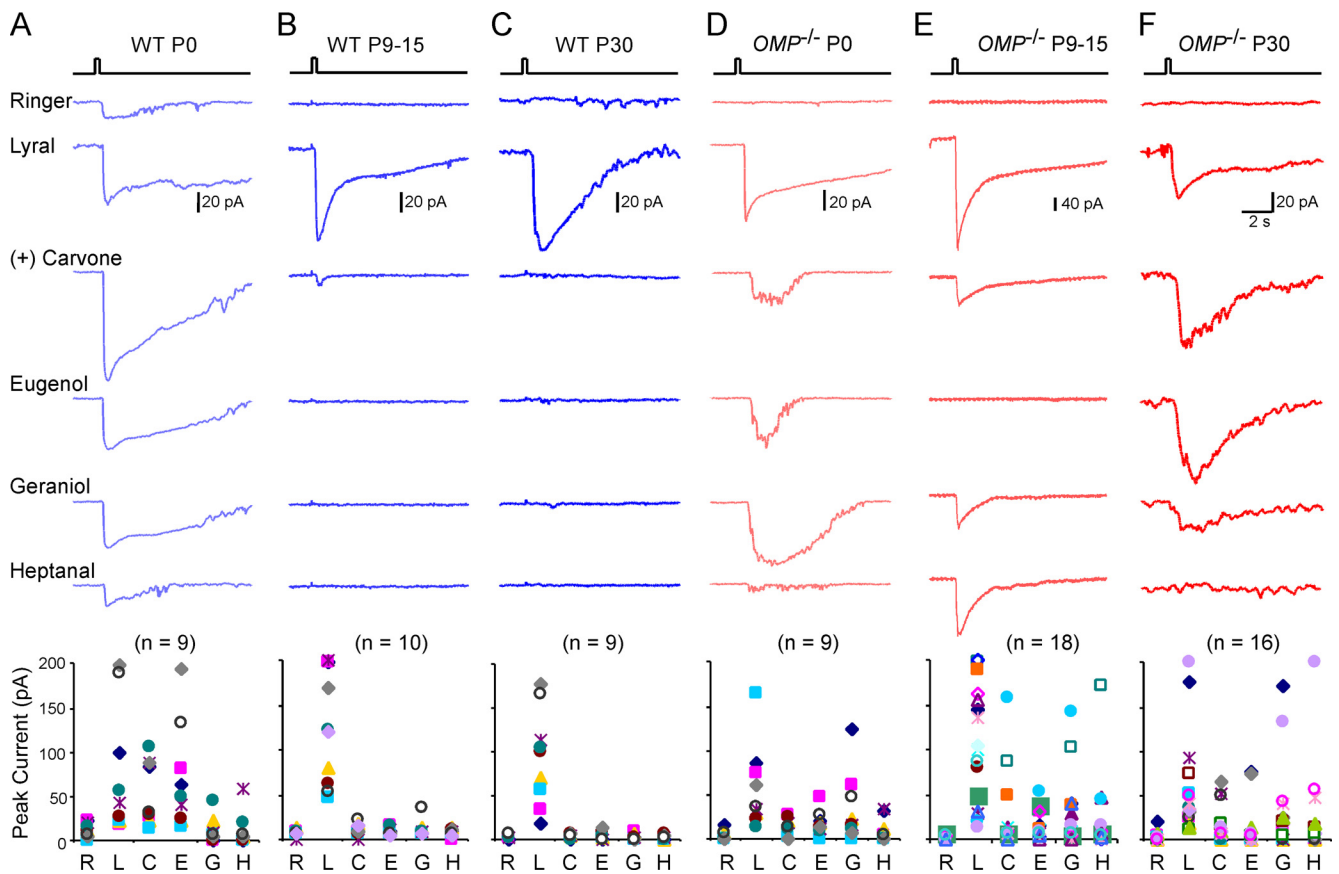 A B C D E F
WT P0 WT P9-15 WT P30 OMP-/- P0 OMP-/- P9-15 OMP-/- P30
Ringer
Lyral
20 pA 20 pA 20 pA 20 pA 40 pA 20 pA
2 s
(+) Carvone
Eugenol
Geraniol
Heptanal
(n = 9) (n = 10) (n = 9) (n = 9) (n = 18) (n = 16)
Peak Current (pA)
200
150
100
50
0
R L C E G H R L C E G H R L C E G H R L C E G H R L C E G H R L C E G H